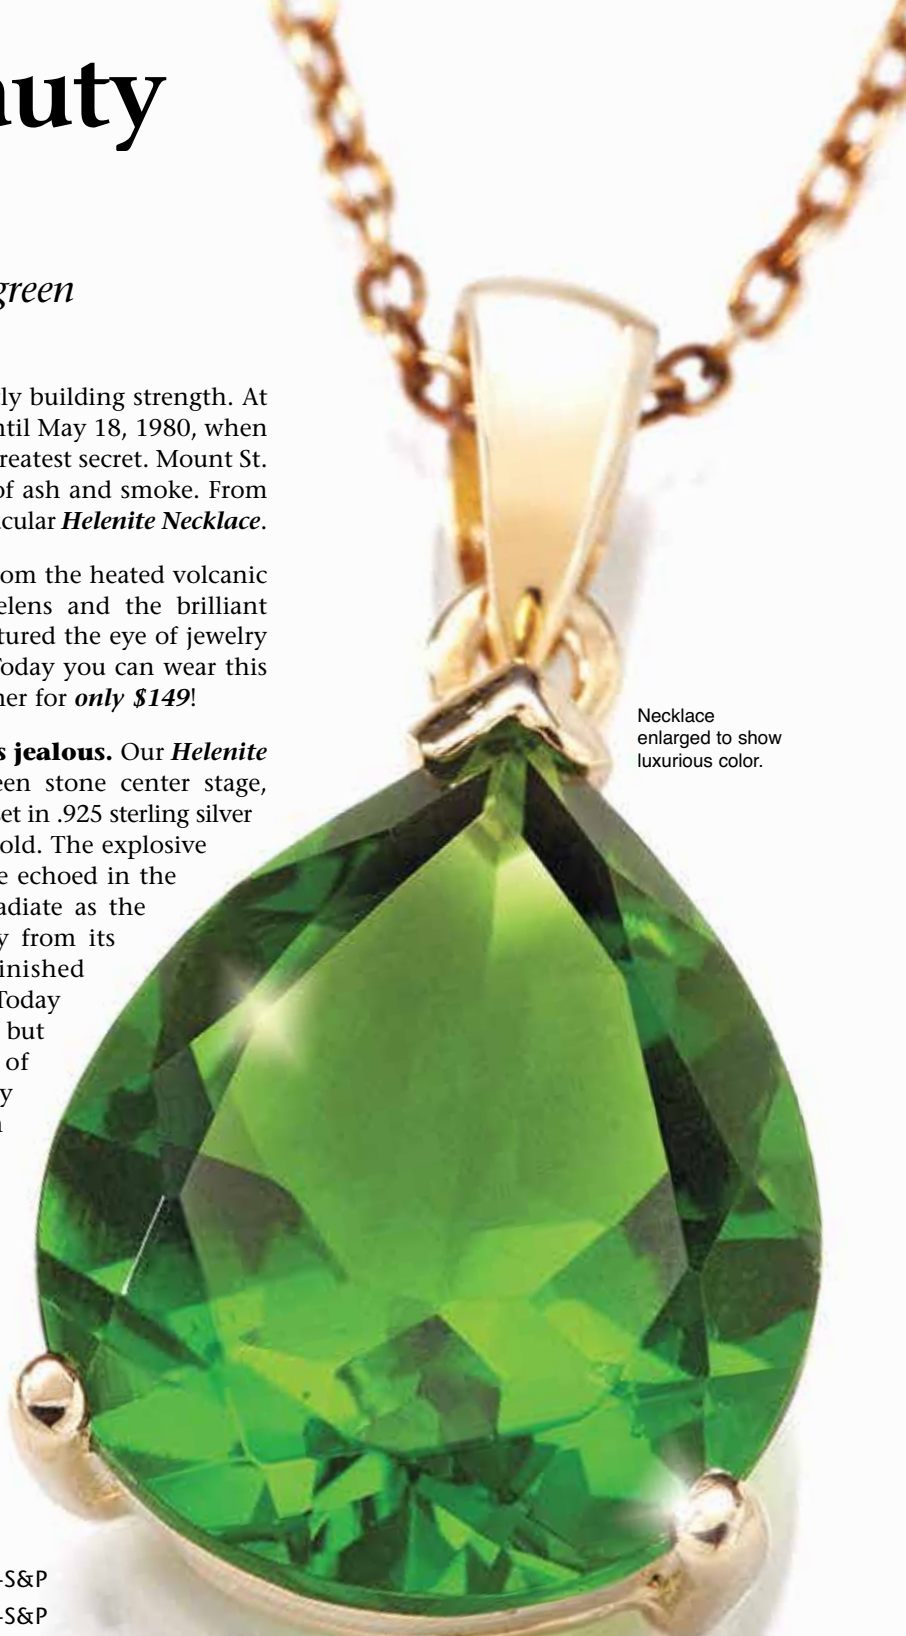 auty
green
ly building strength. At
ntil May 18, 1980, when
reatest secret. Mount St.
of ash and smoke. From
cular Helenite Necklace.
om the heated volcanic
elens and the brilliant
tured the eye of jewelry
Today you can wear this
ner for only $149!
s jealous. Our Helenite
een stone center stage,
et in .925 sterling silver
old. The explosive
e echoed in the
adiate as the
y from its
inished
Today
but
of
y
Necklace
enlarged to show
luxurious color.
-S&P
-S&P